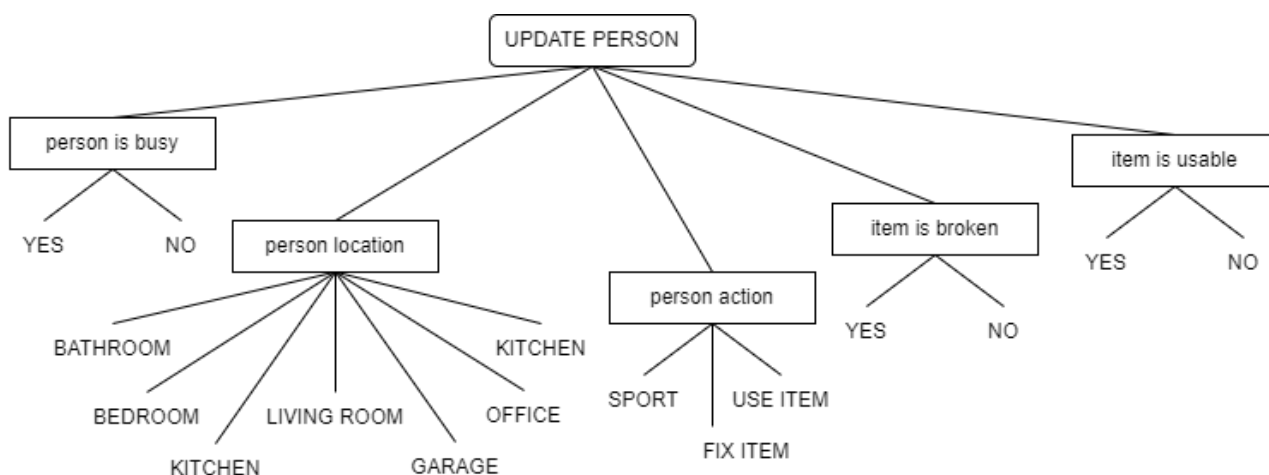 UPDATE PERSON
person is busy
YES
NO
person location
BATHROOM
BEDROOM
KITCHEN
LIVING ROOM
GARAGE
OFFICE
KITCHEN
person action
SPORT
FIX ITEM
USE ITEM
item is broken
YES
NO
item is usable
YES
NO